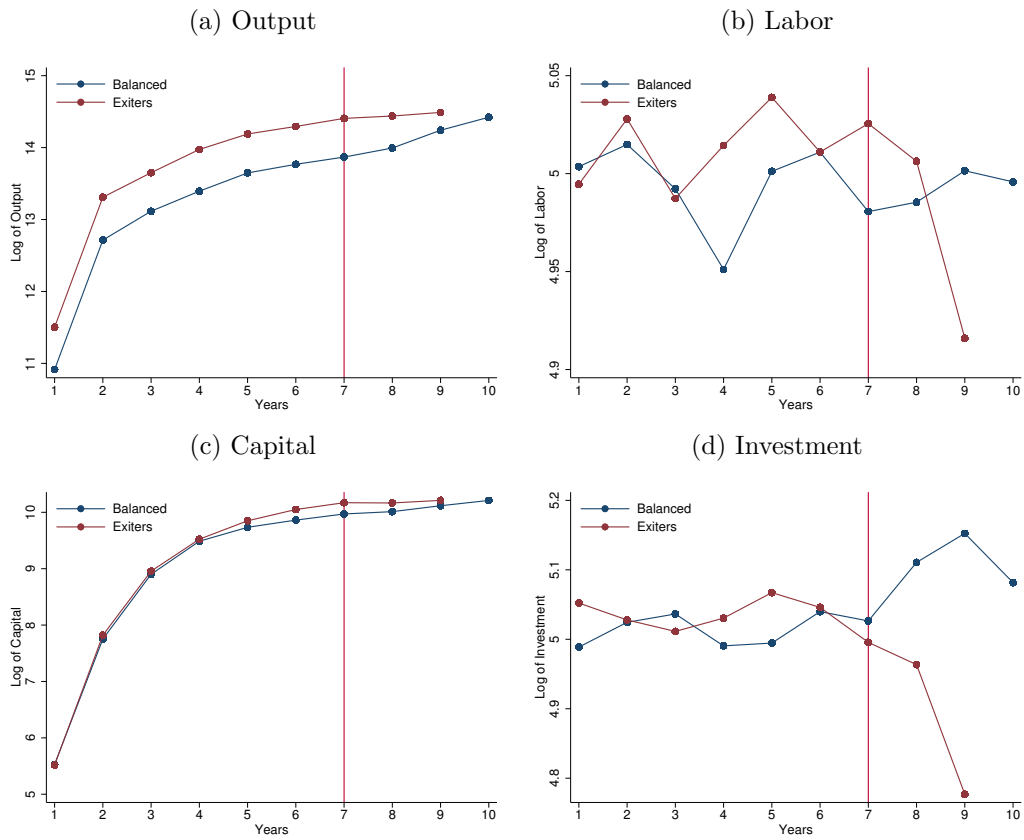 (a) Output
Log of Output
15
14
13
12
11
Balanced
Exiters
1 2 3 4 5 6 7 8 9 10
Years
(b) Labor
Log of Labor
5.05
5
4.95
4.9
Balanced
Exiters
1 2 3 4 5 6 7 8 9 10
Years
(c) Capital
Log of Capital
10
9
8
7
6
5
Balanced
Exiters
1 2 3 4 5 6 7 8 9 10
Years
(d) Investment
Log of Investment
5.2
5.1
5
4.9
4.8
Balanced
Exiters
1 2 3 4 5 6 7 8 9 10
Years